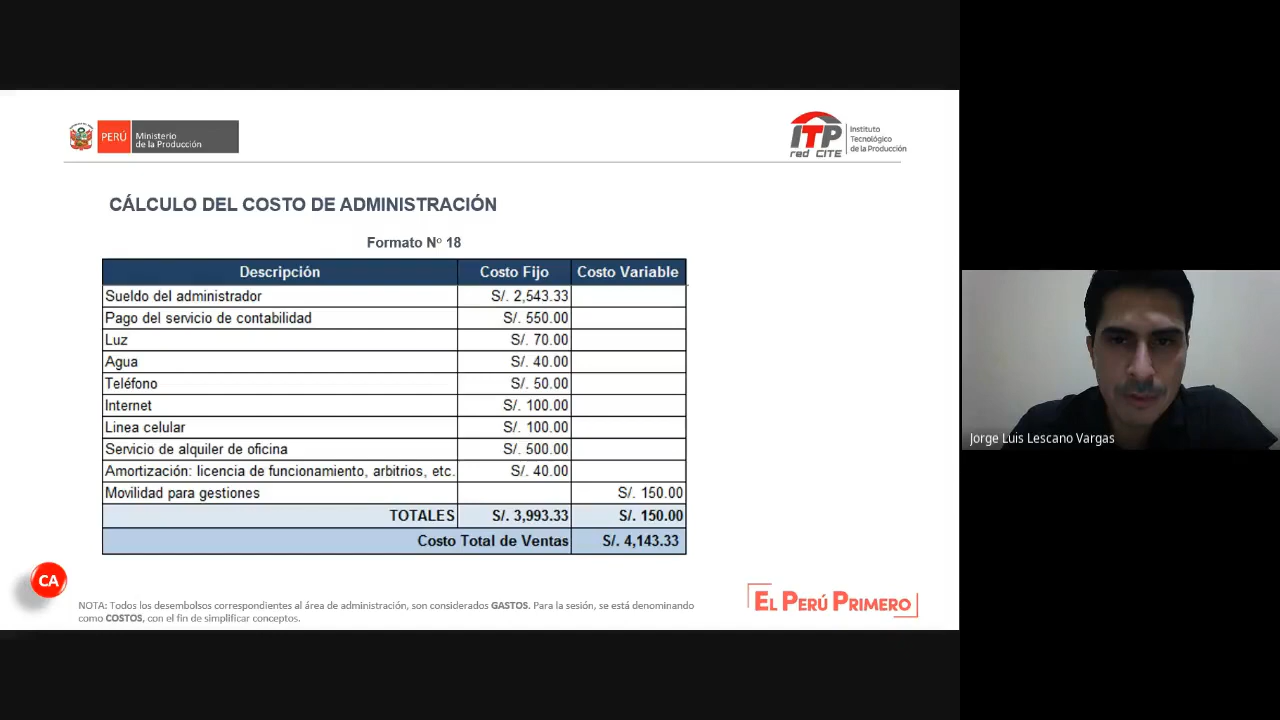 PERÚ
Ministerio
de la Producción
ITP
red CITE
Instituto
Tecnológico
de la Producción
CÁLCULO DEL COSTO DE ADMINISTRACIÓN
Formato Nº 18
Descripción Costo Fijo Costo Variable
Sueldo del administrador S/. 2,543.33
Pago del servicio de contabilidad S/. 550.00
Luz S/. 70.00
Agua S/. 40.00
Teléfono S/. 50.00
Internet S/. 100.00
Linea celular S/. 100.00
Servicio de alquiler de oficina S/. 500.00
Amortización: licencia de funcionamiento, arbitrios, etc. S/. 40.00
Movilidad para gestiones S/. 150.00
TOTALES S/. 3,993.33 S/. 150.00
Costo Total de Ventas S/. 4,143.33
CA
NOTA: Todos los desembolsos correspondientes al área de administración, son considerados GASTOS. Para la sesión, se está denominando
como COSTOS, con el fin de simplificar conceptos.
EL PERÚ PRIMERO
Jorge Luis Lescano Vargas